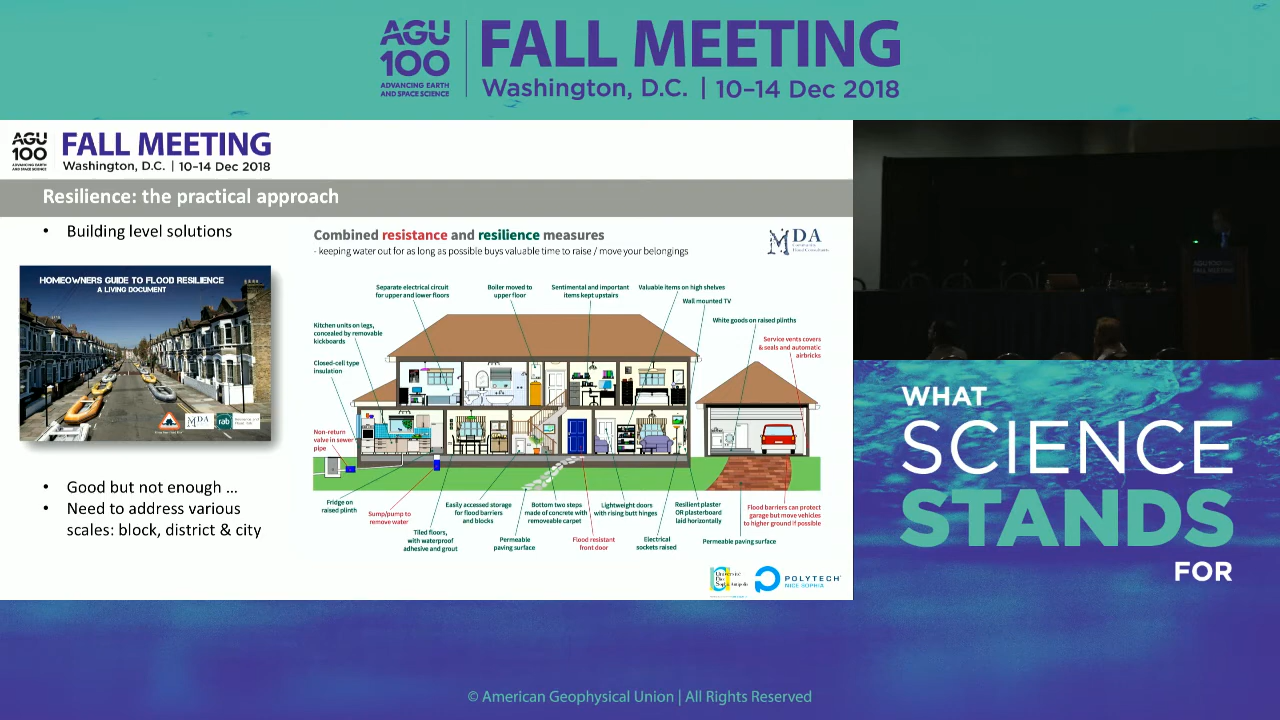 AGU
100
ADVANCING EARTH
AND SPACE SCIENCE
FALL MEETING
Washington, D.C. | 10–14 Dec 2018
AGU
100
ADVANCING EARTH
AND SPACE SCIENCE
FALL MEETING
Washington, D.C. | 10–14 Dec 2018
Resilience: the practical approach
• Building level solutions
HOMEOWNERS GUIDE TO FLOOD RESILIENCE
A LIVING DOCUMENT
MDA
rab
• Good but not enough ...
• Need to address various
scales: block, district & city
Combined resistance and resilience measures
- keeping water out for as long as possible buys valuable time to raise / move your belongings
MDA
Separate electrical circuit
for upper and lower floors
Boiler moved to
upper floor
Sentimental and important
items kept upstairs
Valuable items on high shelves
Wall mounted TV
White goods on raised plinths
Service vents covers
& seals and automatic
airbricks
Kitchen units on legs,
concealed by removable
kickboards
Closed-cell type
insulation
Non-return
valve in sewer
pipe
Fridge on
raised plinth
Sump/pump to
remove water
Tiled floors,
with waterproof
adhesive and grout
Easily accessed storage
for flood barriers
and blocks
Permeable
paving surface
Bottom two steps
made of concrete with
removeable carpet
Flood resistant
front door
Lightweight doors
with rising butt hinges
Electrical
sockets raised
Resilient plaster
OR plasterboard
laid horizontally
Permeable paving surface
Flood barriers can protect
garage but move vehicles
to higher ground if possible
POLYTECH
NICE SOPHIA
FALL MEETING
WHAT
SCIENCE
STANDS
FOR
© American Geophysical Union | All Rights Reserved